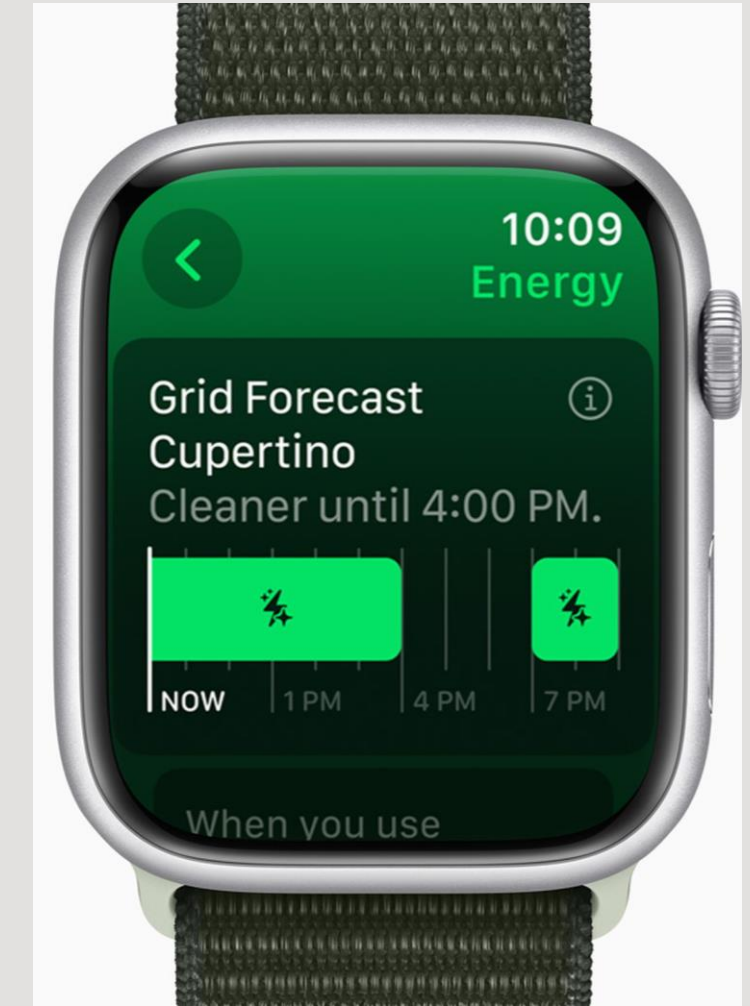 10:09
Energy
Grid Forecast
Cupertino
Cleaner until 4:00 PM.
NOW 1 PM 4 PM 7 PM
When you use